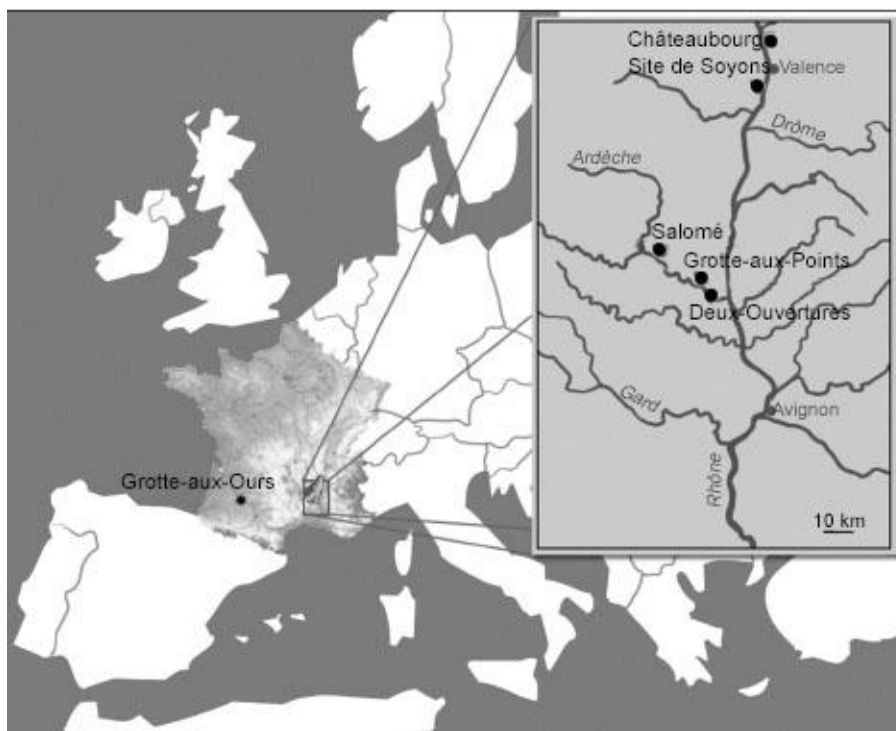 Châteaubourg
Site de Soyons
Valence
Drôme
Ardèche
Salomé
Grotte-aux-Points
Deux-Ouvertures
Gard
Avignon
Grotte-aux-Ours
Rhône
10 km